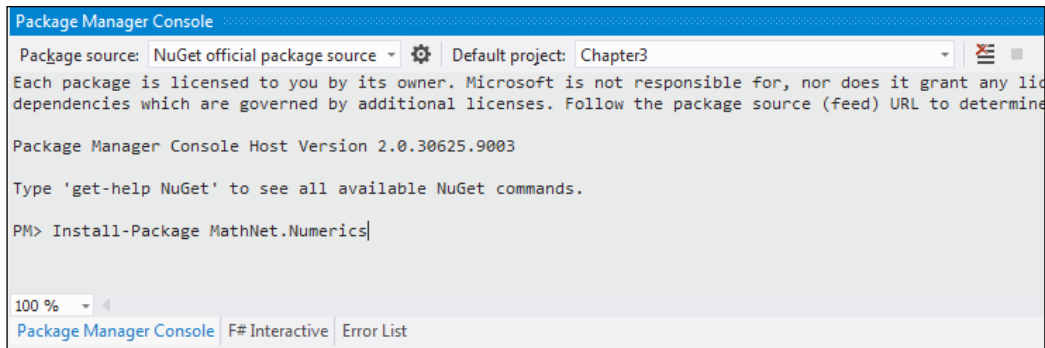 Package Manager Console
Package source: NuGet official package source Default project: Chapter3
Each package is licensed to you by its owner. Microsoft is not responsible for, nor does it grant any lic
dependencies which are governed by additional licenses. Follow the package source (feed) URL to determine
Package Manager Console Host Version 2.0.30625.9003
Type 'get-help NuGet' to see all available NuGet commands.
PM> Install-Package MathNet.Numerics
100 %
Package Manager Console F# Interactive Error List